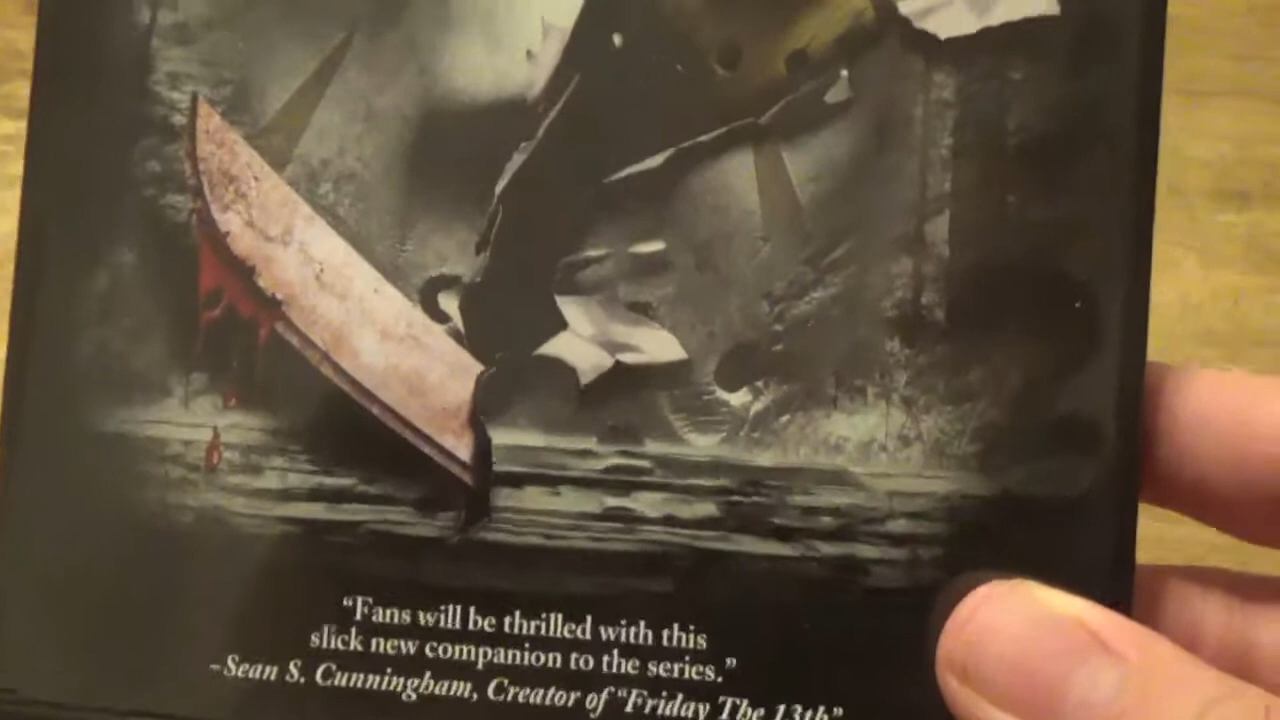 “Fans will be thrilled with this
slick new companion to the series.”
–Sean S. Cunningham, Creator of “Friday The 13th”